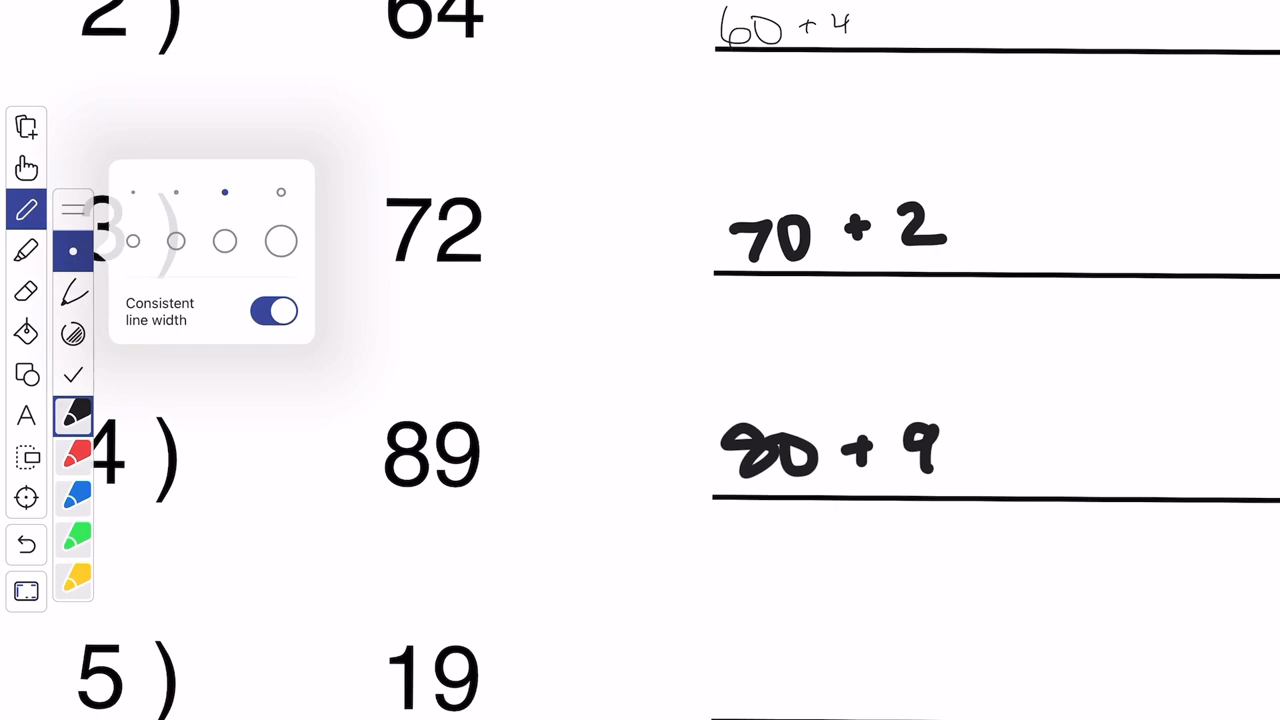 2 ) 64 60 + 4
3 ) 72 70 + 2
Consistent
line width
A
4 ) 89 80 + 9
5 ) 19